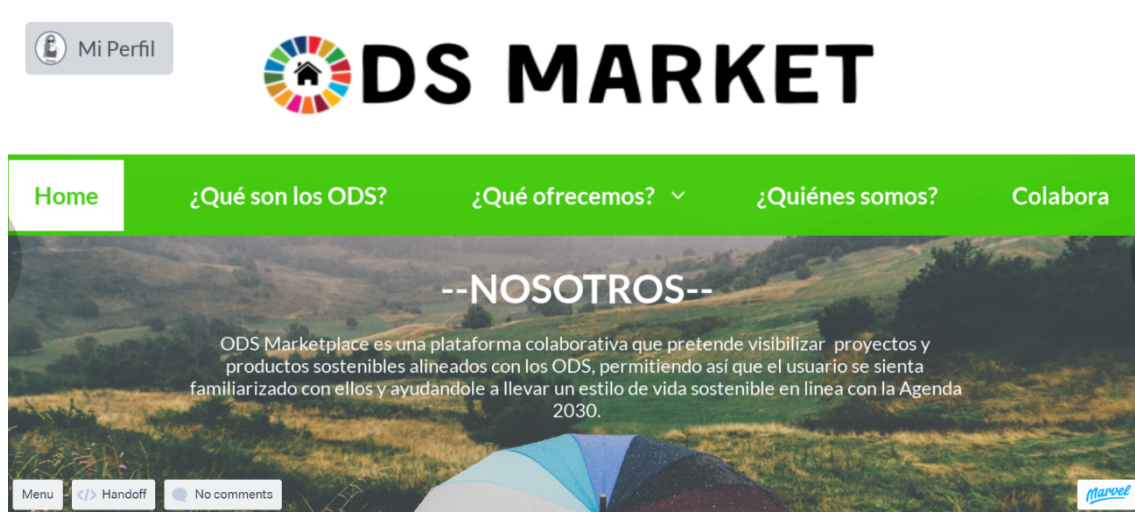 Mi Perfil
DS MARKET
Home
¿Qué son los ODS?
¿Qué ofrecemos?
¿Quiénes somos?
Colabora
--NOSOTROS--
ODS Marketplace es una plataforma colaborativa que pretende visibilizar proyectos y
productos sostenibles alineados con los ODS, permitiendo así que el usuario se sienta
familiarizado con ellos y ayudandole a llevar un estilo de vida sostenible en linea con la Agenda
2030.
Menu
</> Handoff
No comments
Marvel